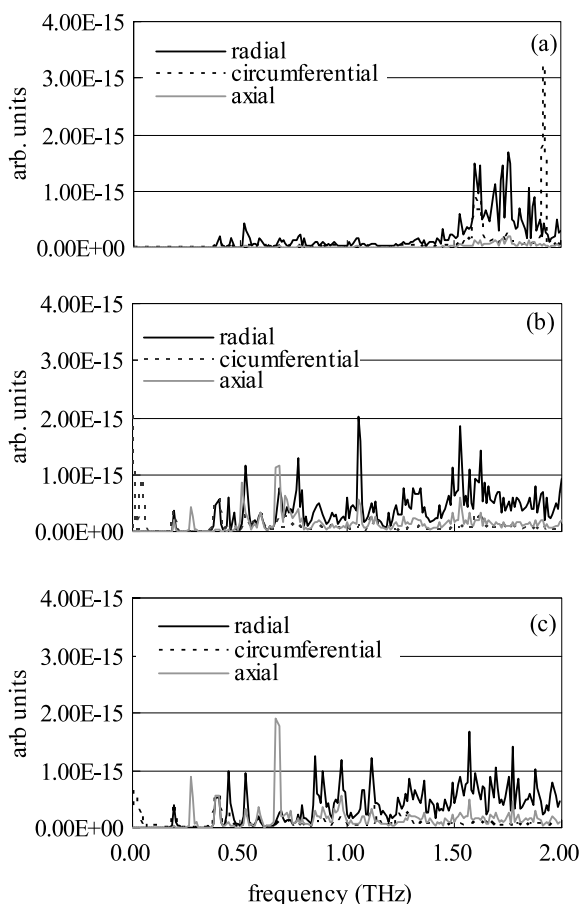 4.00E-15
(a)
radial
3.00E-15
circumferential
arb. units
axial
2.00E-15
1.00E-15
0.00E+00
4.00E-15
(b)
radial
3.00E-15
cicumferential
arb. units
axial
2.00E-15
1.00E-15
0.00E+00
4.00E-15
(c)
radial
3.00E-15
circumferential
arb units
axial
2.00E-15
1.00E-15
0.00E+00
0.00 0.50 1.00 1.50 2.00
frequency (THz)